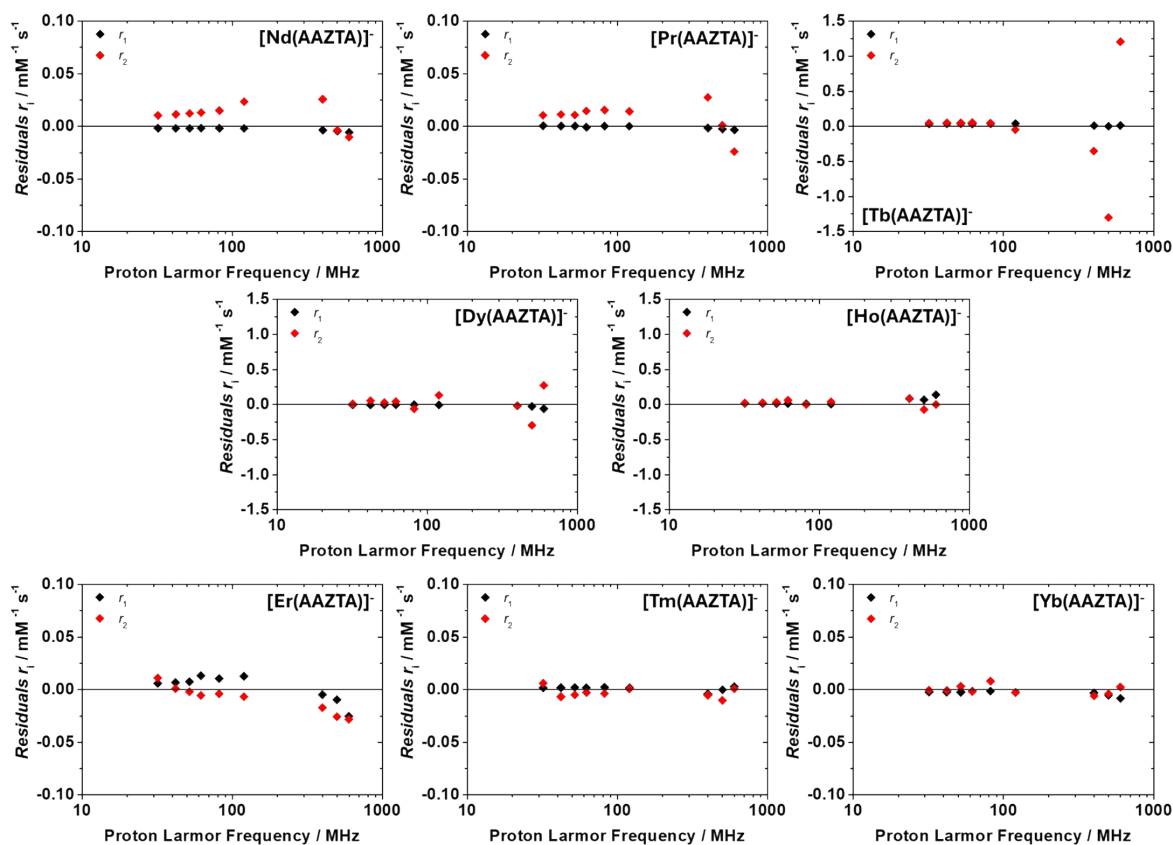 [Nd(AAZTA)]⁻
r₁
r₂
Residuals rᵢ / mM⁻¹ s⁻¹
0.10
0.05
0.00
-0.05
-0.10
10 100 1000
Proton Larmor Frequency / MHz
[Pr(AAZTA)]⁻
r₁
r₂
Residuals rᵢ / mM⁻¹ s⁻¹
0.10
0.05
0.00
-0.05
-0.10
10 100 1000
Proton Larmor Frequency / MHz
r₁
r₂
Residuals rᵢ / mM⁻¹ s⁻¹
1.5
1.0
0.5
0.0
-0.5
-1.0
-1.5
[Tb(AAZTA)]⁻
10 100 1000
Proton Larmor Frequency / MHz
[Dy(AAZTA)]⁻
r₁
r₂
Residuals rᵢ / mM⁻¹ s⁻¹
1.5
1.0
0.5
0.0
-0.5
-1.0
-1.5
10 100 1000
Proton Larmor Frequency / MHz
[Ho(AAZTA)]⁻
r₁
r₂
Residuals rᵢ / mM⁻¹ s⁻¹
1.5
1.0
0.5
0.0
-0.5
-1.0
-1.5
10 100 1000
Proton Larmor Frequency / MHz
[Er(AAZTA)]⁻
r₁
r₂
Residuals rᵢ / mM⁻¹ s⁻¹
0.10
0.05
0.00
-0.05
-0.10
10 100 1000
Proton Larmor Frequency / MHz
[Tm(AAZTA)]⁻
r₁
r₂
Residuals rᵢ / mM⁻¹ s⁻¹
0.10
0.05
0.00
-0.05
-0.10
10 100 1000
Proton Larmor Frequency / MHz
[Yb(AAZTA)]⁻
r₁
r₂
Residuals rᵢ / mM⁻¹ s⁻¹
0.10
0.05
0.00
-0.05
-0.10
10 100 1000
Proton Larmor Frequency / MHz